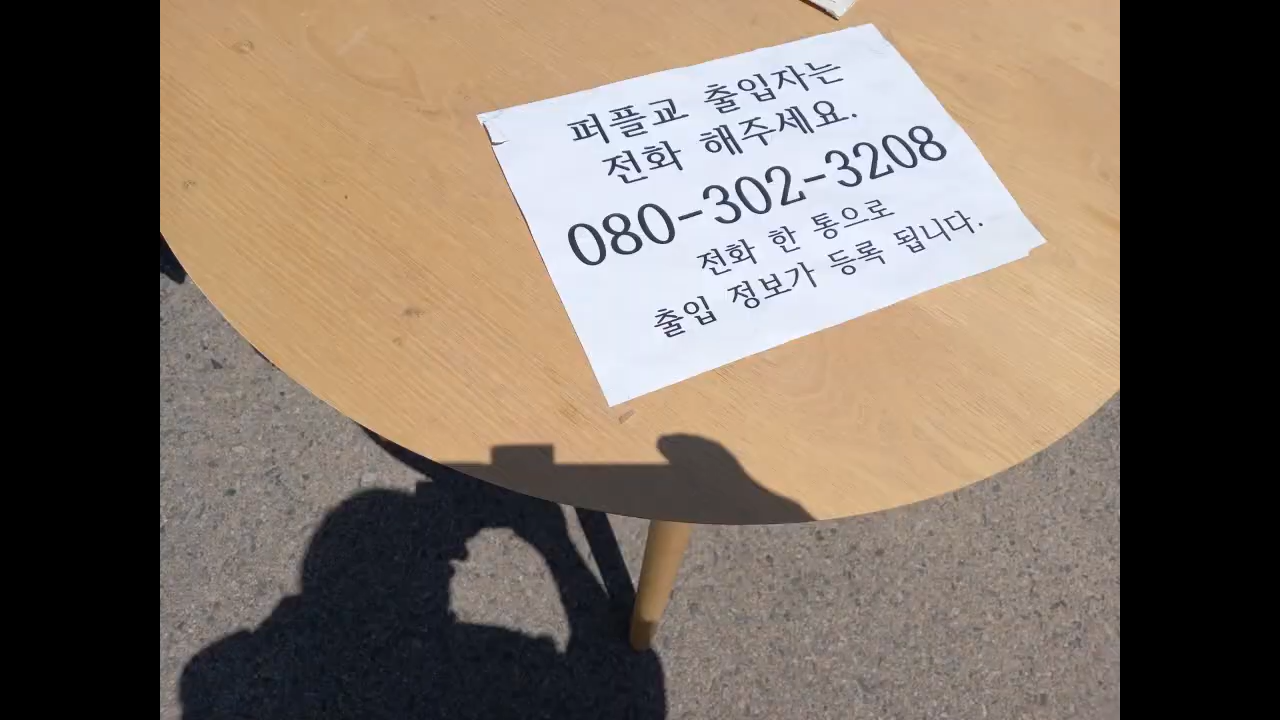 퍼플교 출입자는
전화 해주세요.
080-302-3208
전화 한 통으로
출입 정보가 등록 됩니다.